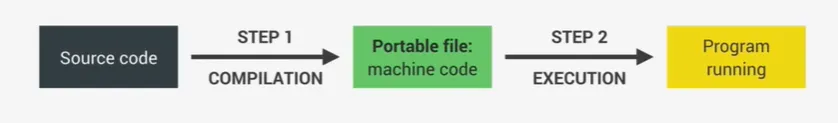 Source code
STEP 1
COMPILATION
Portable file:
machine code
STEP 2
EXECUTION
Program
running